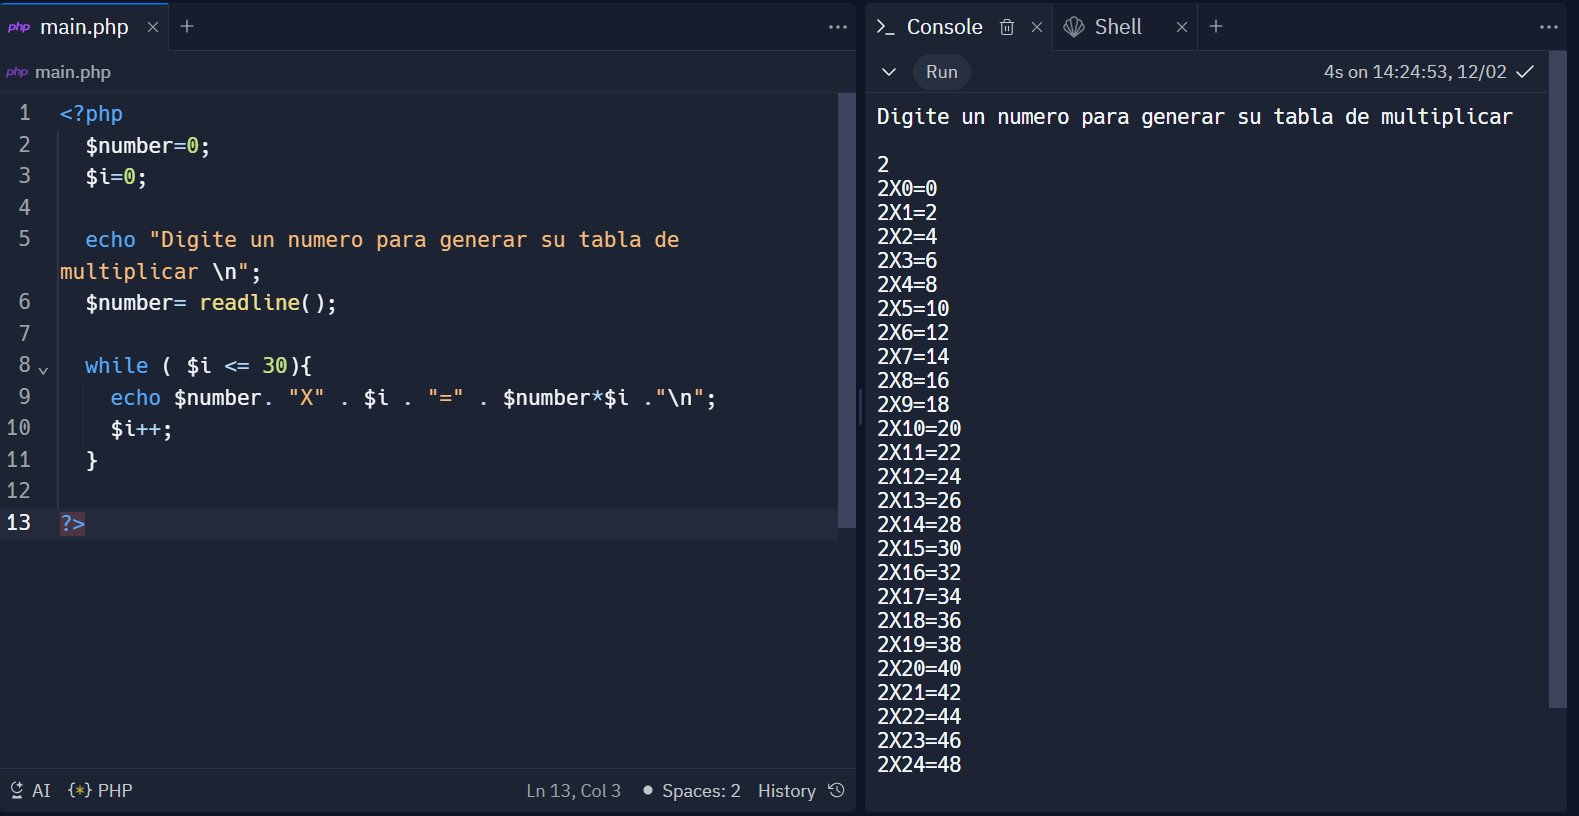 php main.php
php main.php
1 <?php
2 $number=0;
3 $i=0;
4
5 echo "Digite un numero para generar su tabla de
multiplicar \n";
6 $number= readline();
7
8 while ( $i <= 30){
9 echo $number. "X" . $i . "=" . $number*$i ."\n";
10 $i++;
11 }
12
13 ?>
AI {*} PHP Ln 13, Col 3 Spaces: 2 History
Console Shell
Run 4s on 14:24:53, 12/02
Digite un numero para generar su tabla de multiplicar
2
2X0=0
2X1=2
2X2=4
2X3=6
2X4=8
2X5=10
2X6=12
2X7=14
2X8=16
2X9=18
2X10=20
2X11=22
2X12=24
2X13=26
2X14=28
2X15=30
2X16=32
2X17=34
2X18=36
2X19=38
2X20=40
2X21=42
2X22=44
2X23=46
2X24=48